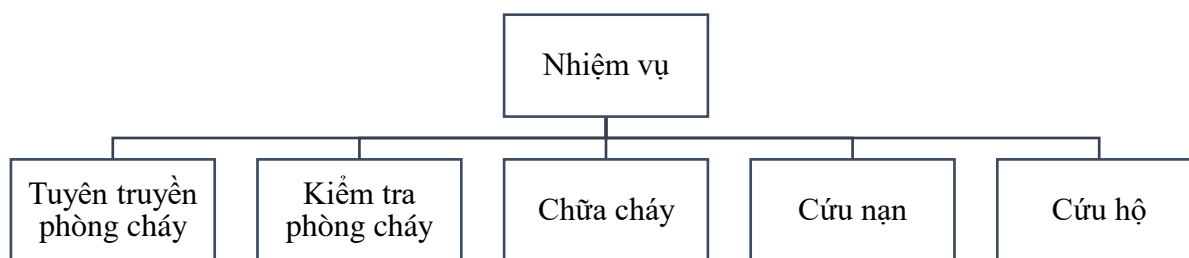 Nhiệm vụ
Tuyên truyền
phòng cháy
Kiểm tra
phòng cháy
Chữa cháy
Cứu nạn
Cứu hộ